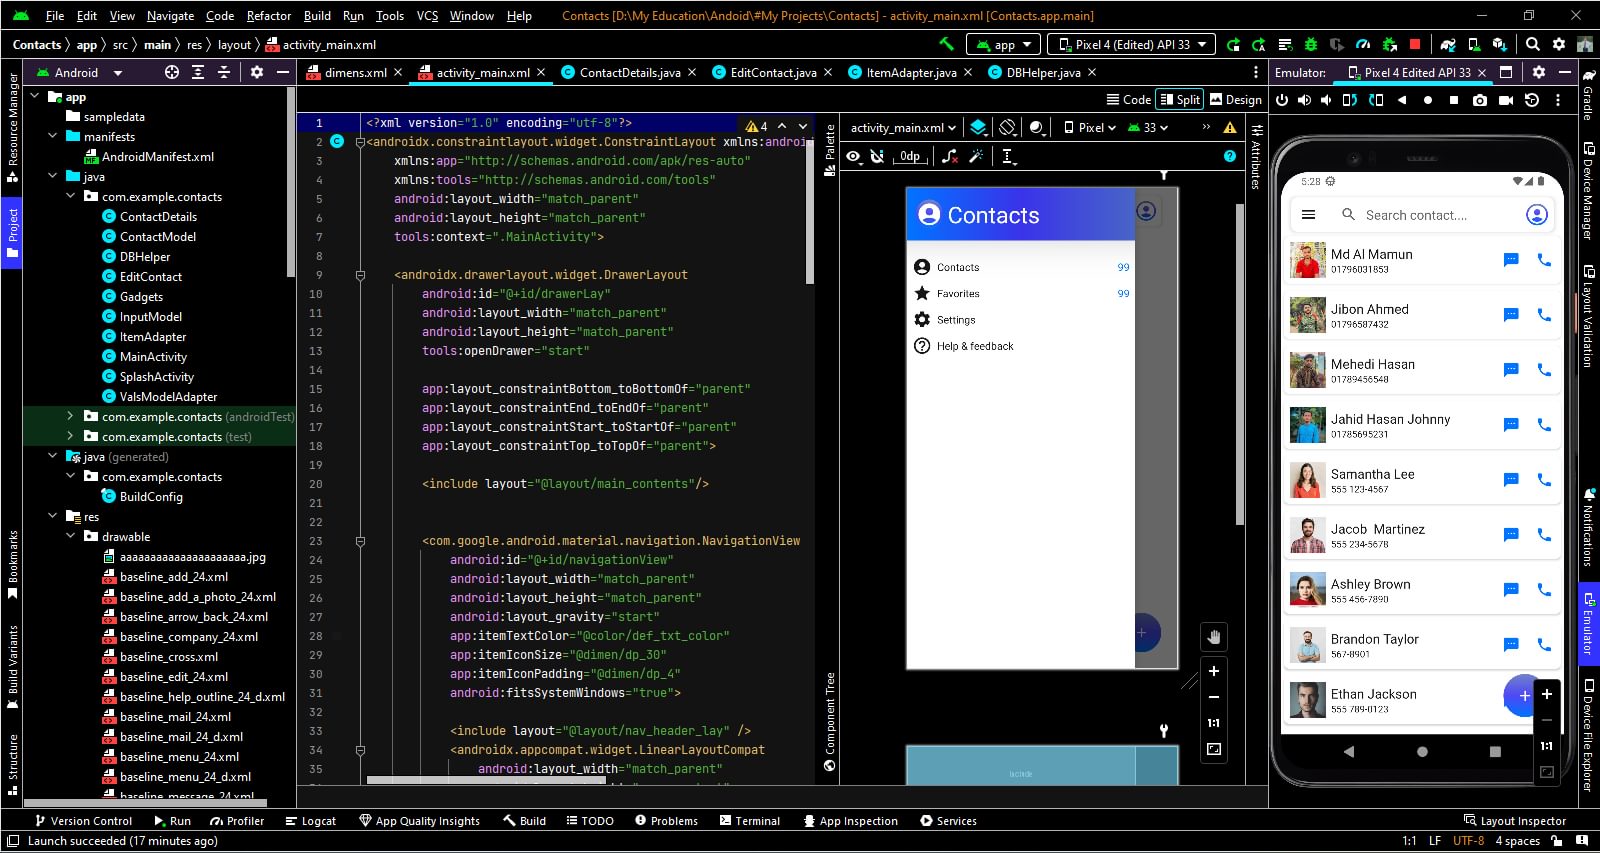 File Edit View Navigate Code Refactor Build Run Tools VCS Window Help Contacts [D:\My Education\Andoid\#My Projects\Contacts] - activity_main.xml [Contacts.app.main]
Contacts app src main res layout activity_main.xml app Pixel 4 (Edited) API 33
Android
dimens.xml activity_main.xml ContactDetails.java EditContact.java ItemAdapter.java DBHelper.java
Emulator: Pixel 4 Edited API 33
Code Split Design
Resource Manager
Project
Bookmarks
Build Variants
Structure
app
sampledata
manifests
AndroidManifest.xml
java
com.example.contacts
ContactDetails
ContactModel
DBHelper
EditContact
Gadgets
InputModel
ItemAdapter
MainActivity
SplashActivity
ValsModelAdapter
com.example.contacts (androidTest)
com.example.contacts (test)
java (generated)
com.example.contacts
BuildConfig
res
drawable
aaaaaaaaaaaaaaaaaaaaa.jpg
baseline_add_24.xml
baseline_add_a_photo_24.xml
baseline_arrow_back_24.xml
baseline_company_24.xml
baseline_cross.xml
baseline_edit_24.xml
baseline_help_outline_24_d.xml
baseline_mail_24.xml
baseline_mail_24_d.xml
baseline_menu_24.xml
baseline_menu_24_d.xml
baseline_message_24.xml
4
1 <?xml version="1.0" encoding="utf-8"?>
2 <androidx.constraintlayout.widget.ConstraintLayout xmlns:androi
3 xmlns:app="http://schemas.android.com/apk/res-auto"
4 xmlns:tools="http://schemas.android.com/tools"
5 android:layout_width="match_parent"
6 android:layout_height="match_parent"
7 tools:context=".MainActivity">
8
9 <androidx.drawerlayout.widget.DrawerLayout
10 android:id="@+id/drawerLay"
11 android:layout_width="match_parent"
12 android:layout_height="match_parent"
13 tools:openDrawer="start"
14
15 app:layout_constraintBottom_toBottomOf="parent"
16 app:layout_constraintEnd_toEndOf="parent"
17 app:layout_constraintStart_toStartOf="parent"
18 app:layout_constraintTop_toTopOf="parent">
19
20 <include layout="@layout/main_contents"/>
21
22
23 <com.google.android.material.navigation.NavigationView
24 android:id="@+id/navigationView"
25 android:layout_width="match_parent"
26 android:layout_height="match_parent"
27 android:layout_gravity="start"
28 app:itemTextColor="@color/def_txt_color"
29 app:itemIconSize="@dimen/dp_30"
30 app:itemIconPadding="@dimen/dp_4"
31 android:fitsSystemWindows="true">
32
33 <include layout="@layout/nav_header_lay" />
34 <androidx.appcompat.widget.LinearLayoutCompat
35 android:layout_width="match_parent"
Palette
Component Tree
activity_main.xml Pixel 33
0dp
Attributes
Contacts
Contacts 99
Favorites 99
Settings
Help & feedback
1:1
include
5:28
Search contact....
Md Al Mamun
01796031853
Jibon Ahmed
01796587432
Mehedi Hasan
01789456548
Jahid Hasan Johnny
01785695231
Samantha Lee
555 123-4567
Jacob Martinez
555 234-5678
Ashley Brown
555 456-7890
Brandon Taylor
567-8901
Ethan Jackson
555 789-0123
1:1
Gradle
Device Manager
Layout Validation
Notifications
Emulator
Device File Explorer
Version Control Run Profiler Logcat App Quality Insights Build TODO Problems Terminal App Inspection Services Layout Inspector
Launch succeeded (17 minutes ago) 1:1 LF UTF-8 4 spaces